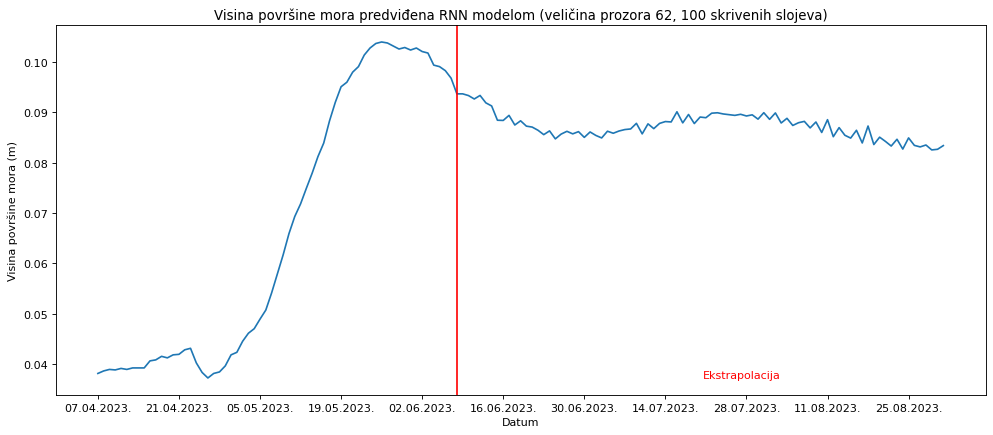 Visina površine mora predviđena RNN modelom (veličina prozora 62, 100 skrivenih slojeva)
0.10
0.09
0.08
0.07
0.06
0.05
0.04
Visina površine mora (m)
Ekstrapolacija
07.04.2023. 21.04.2023. 05.05.2023. 19.05.2023. 02.06.2023. 16.06.2023. 30.06.2023. 14.07.2023. 28.07.2023. 11.08.2023. 25.08.2023.
Datum